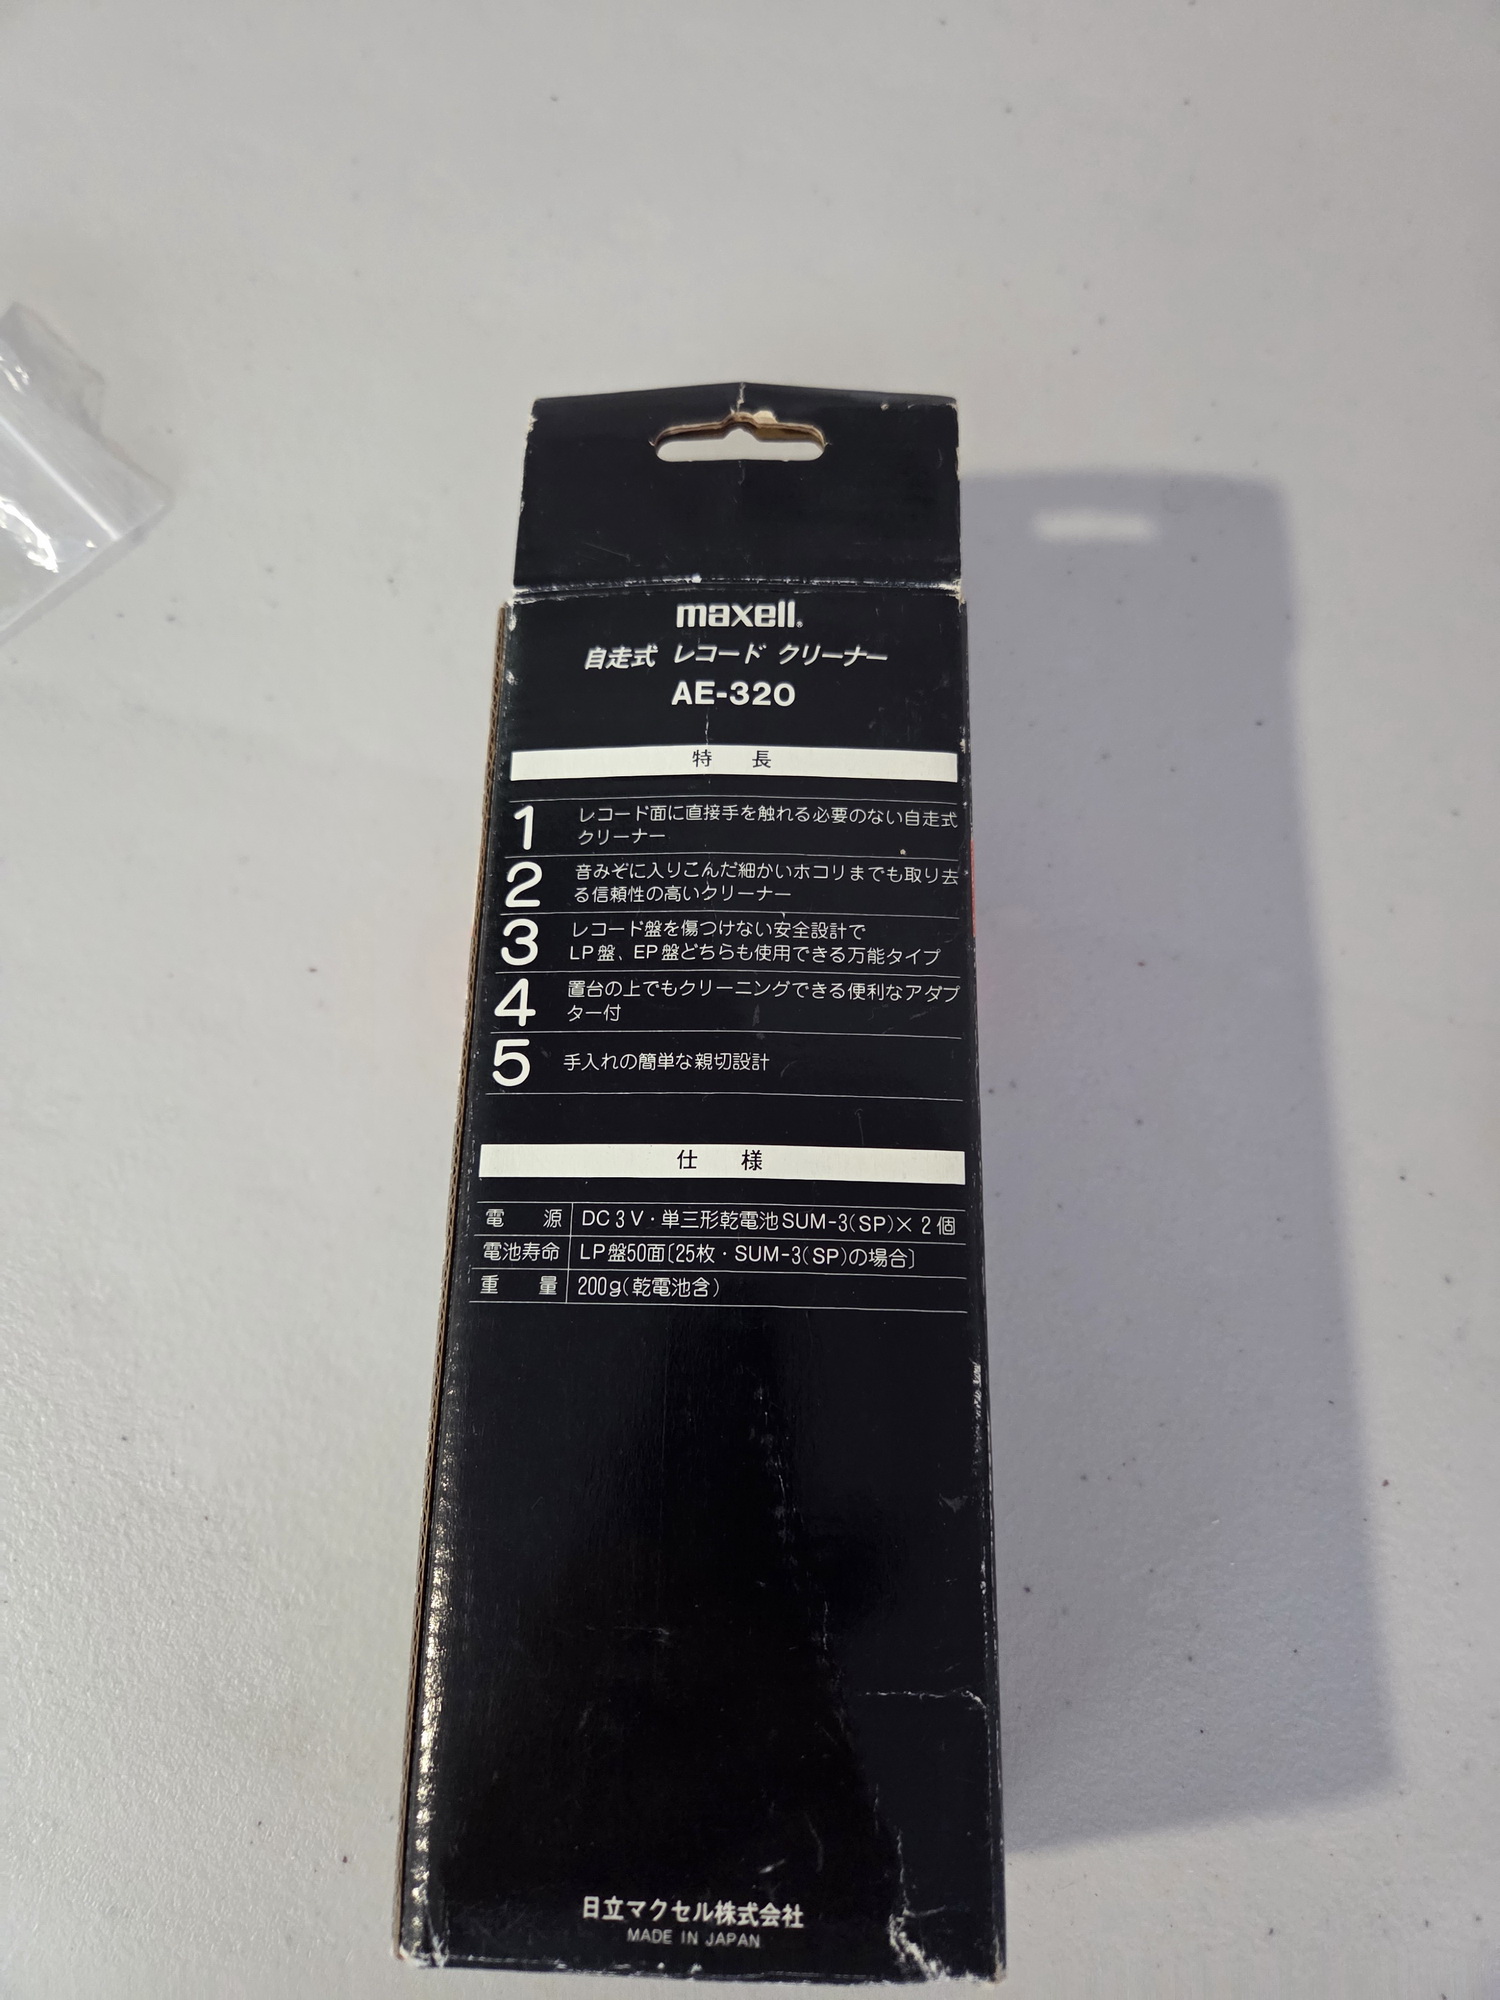 maxell®
自走式 レコード クリーナー
AE-320
特 長
1 レコード面に直接手を触れる必要のない自走式
クリーナー
2 音みぞに入りこんだ細かいホコリまでも取り去
る信頼性の高いクリーナー
3 レコード盤を傷つけない安全設計で
LP盤、EP盤どちらも使用できる万能タイプ
4 置台の上でもクリーニングできる便利なアダプ
ター付
5 手入れの簡単な親切設計
仕 様
電 源 DC3V・単三形乾電池SUM-3(SP)×2個
電池寿命 LP盤50面〔25枚・SUM-3(SP)の場合〕
重 量 200g(乾電池含)
日立マクセル株式会社
MADE IN JAPAN